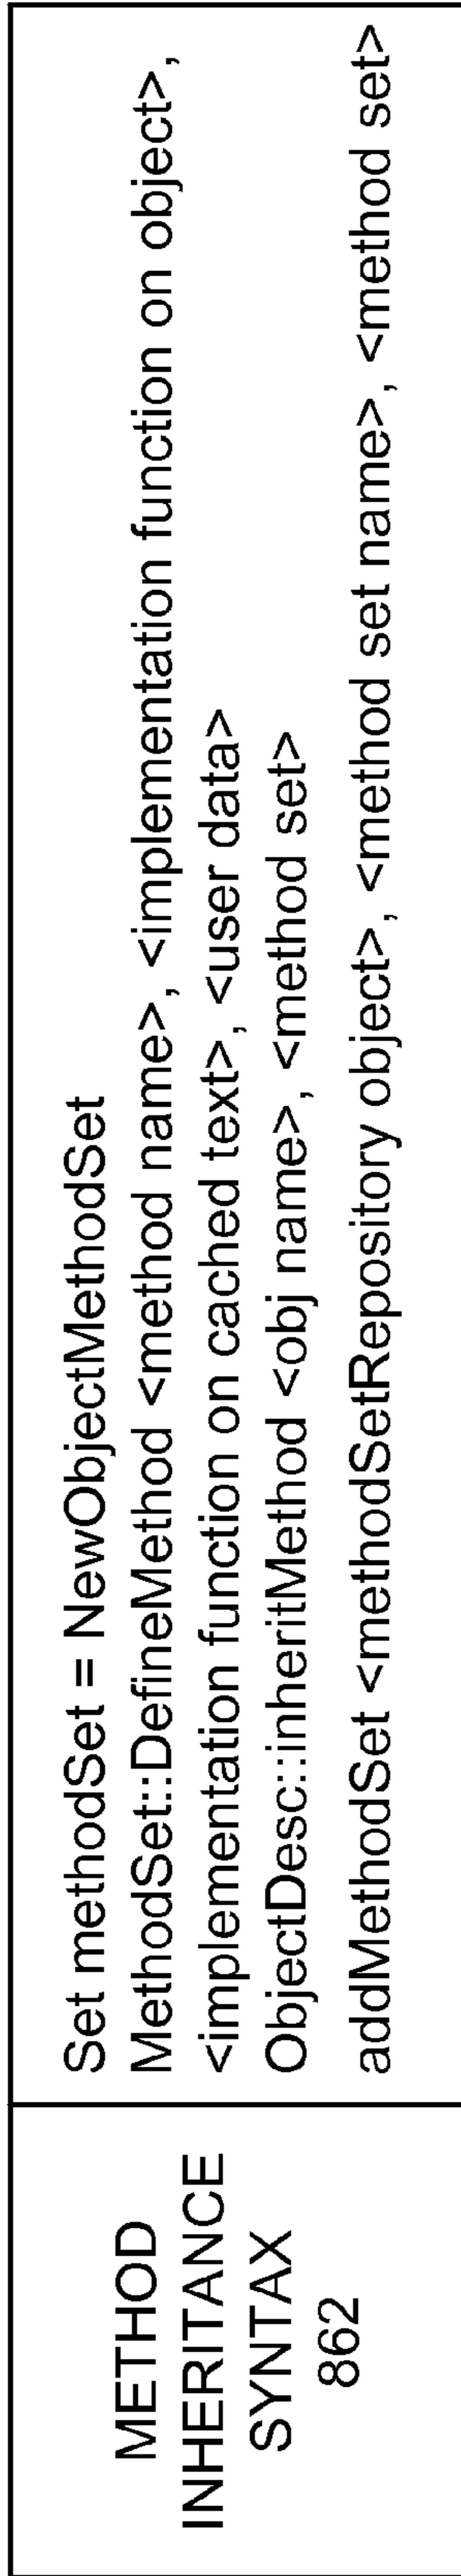 METHOD
INHERITANCE
SYNTAX
862
Set methodSet = NewObjectMethodSet
MethodSet::DefineMethod <method name>, <implementation function on object>,
<implementation function on cached text>, <user data>
ObjectDesc::inheritMethod <obj name>, <method set>
addMethodSet <methodSetRepository object>, <method set name>, <method set>